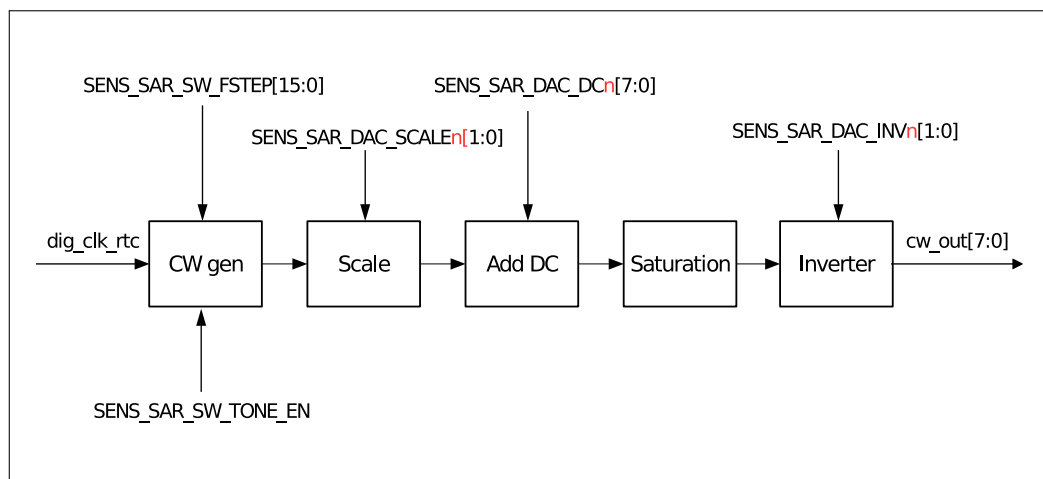 SENS_SAR_SW_FSTEP[15:0]
SENS_SAR_DAC_DCn[7:0]
SENS_SAR_DAC_SCALEn[1:0]
SENS_SAR_DAC_INVn[1:0]
dig_clk_rtc
CW gen
Scale
Add DC
Saturation
Inverter
cw_out[7:0]
SENS_SAR_SW_TONE_EN